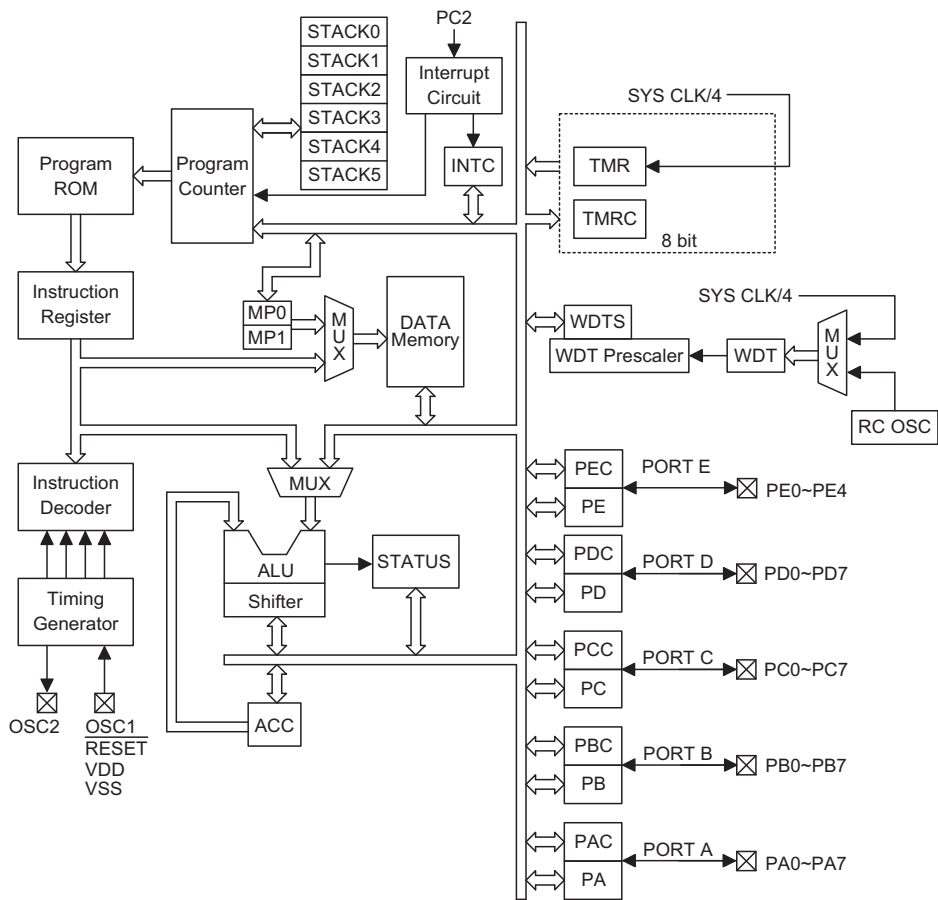 PC2
STACK0
STACK1
STACK2
STACK3
STACK4
STACK5
Interrupt
Circuit
INTC
Program
ROM
Program
Counter
Instruction
Register
MP0
MP1
MUX
DATA
Memory
MUX
Instruction
Decoder
ALU
Shifter
STATUS
Timing
Generator
ACC
OSC2
OSC1
RESET
VDD
VSS
SYS CLK/4
TMR
TMRC
8 bit
SYS CLK/4
WDTS
WDT Prescaler
WDT
MUX
RC OSC
PEC
PE
PORT E
PE0~PE4
PDC
PD
PORT D
PD0~PD7
PCC
PC
PORT C
PC0~PC7
PBC
PB
PORT B
PB0~PB7
PAC
PA
PORT A
PA0~PA7